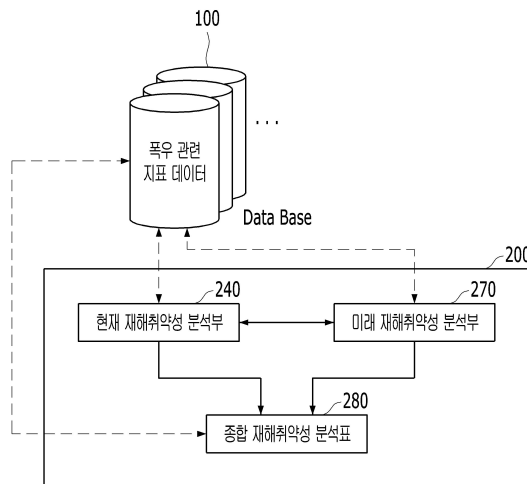 100
폭우 관련
지표 데이터
...
Data Base
200
240
현재 재해취약성 분석부
270
미래 재해취약성 분석부
280
종합 재해취약성 분석표